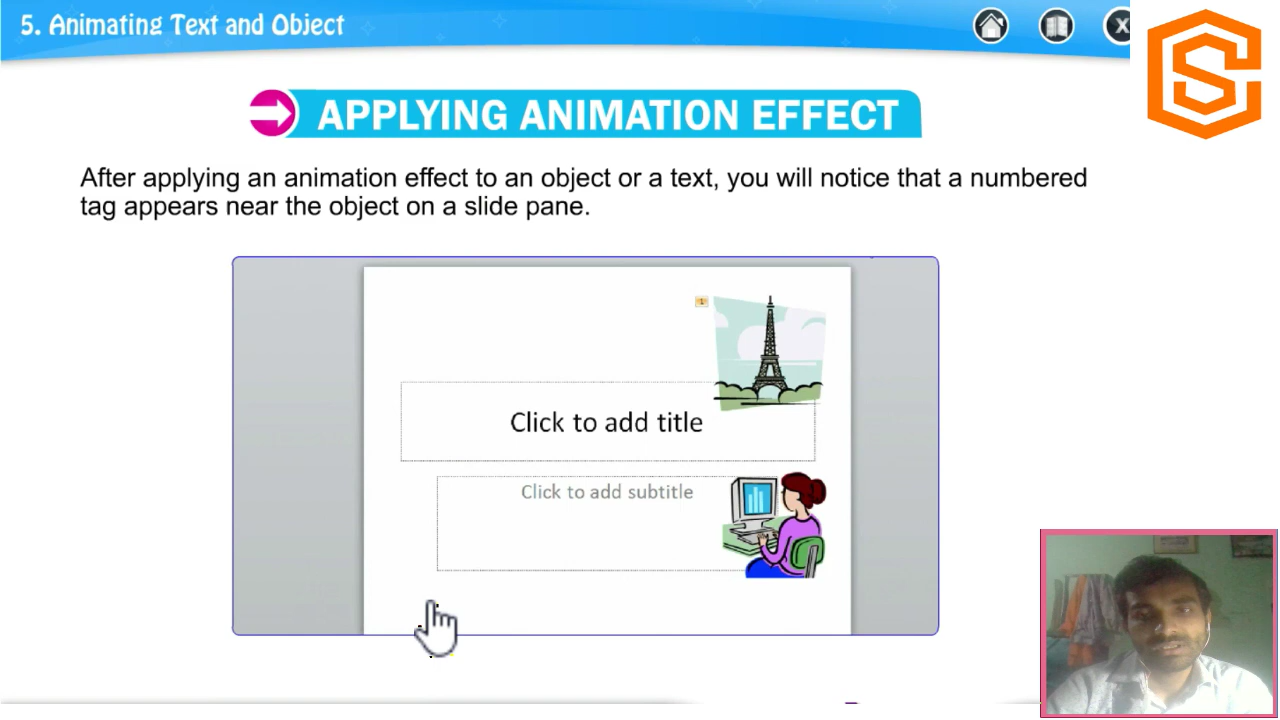 5. Animating Text and Object
X
APPLYING ANIMATION EFFECT
After applying an animation effect to an object or a text, you will notice that a numbered
tag appears near the object on a slide pane.
1
Click to add title
Click to add subtitle